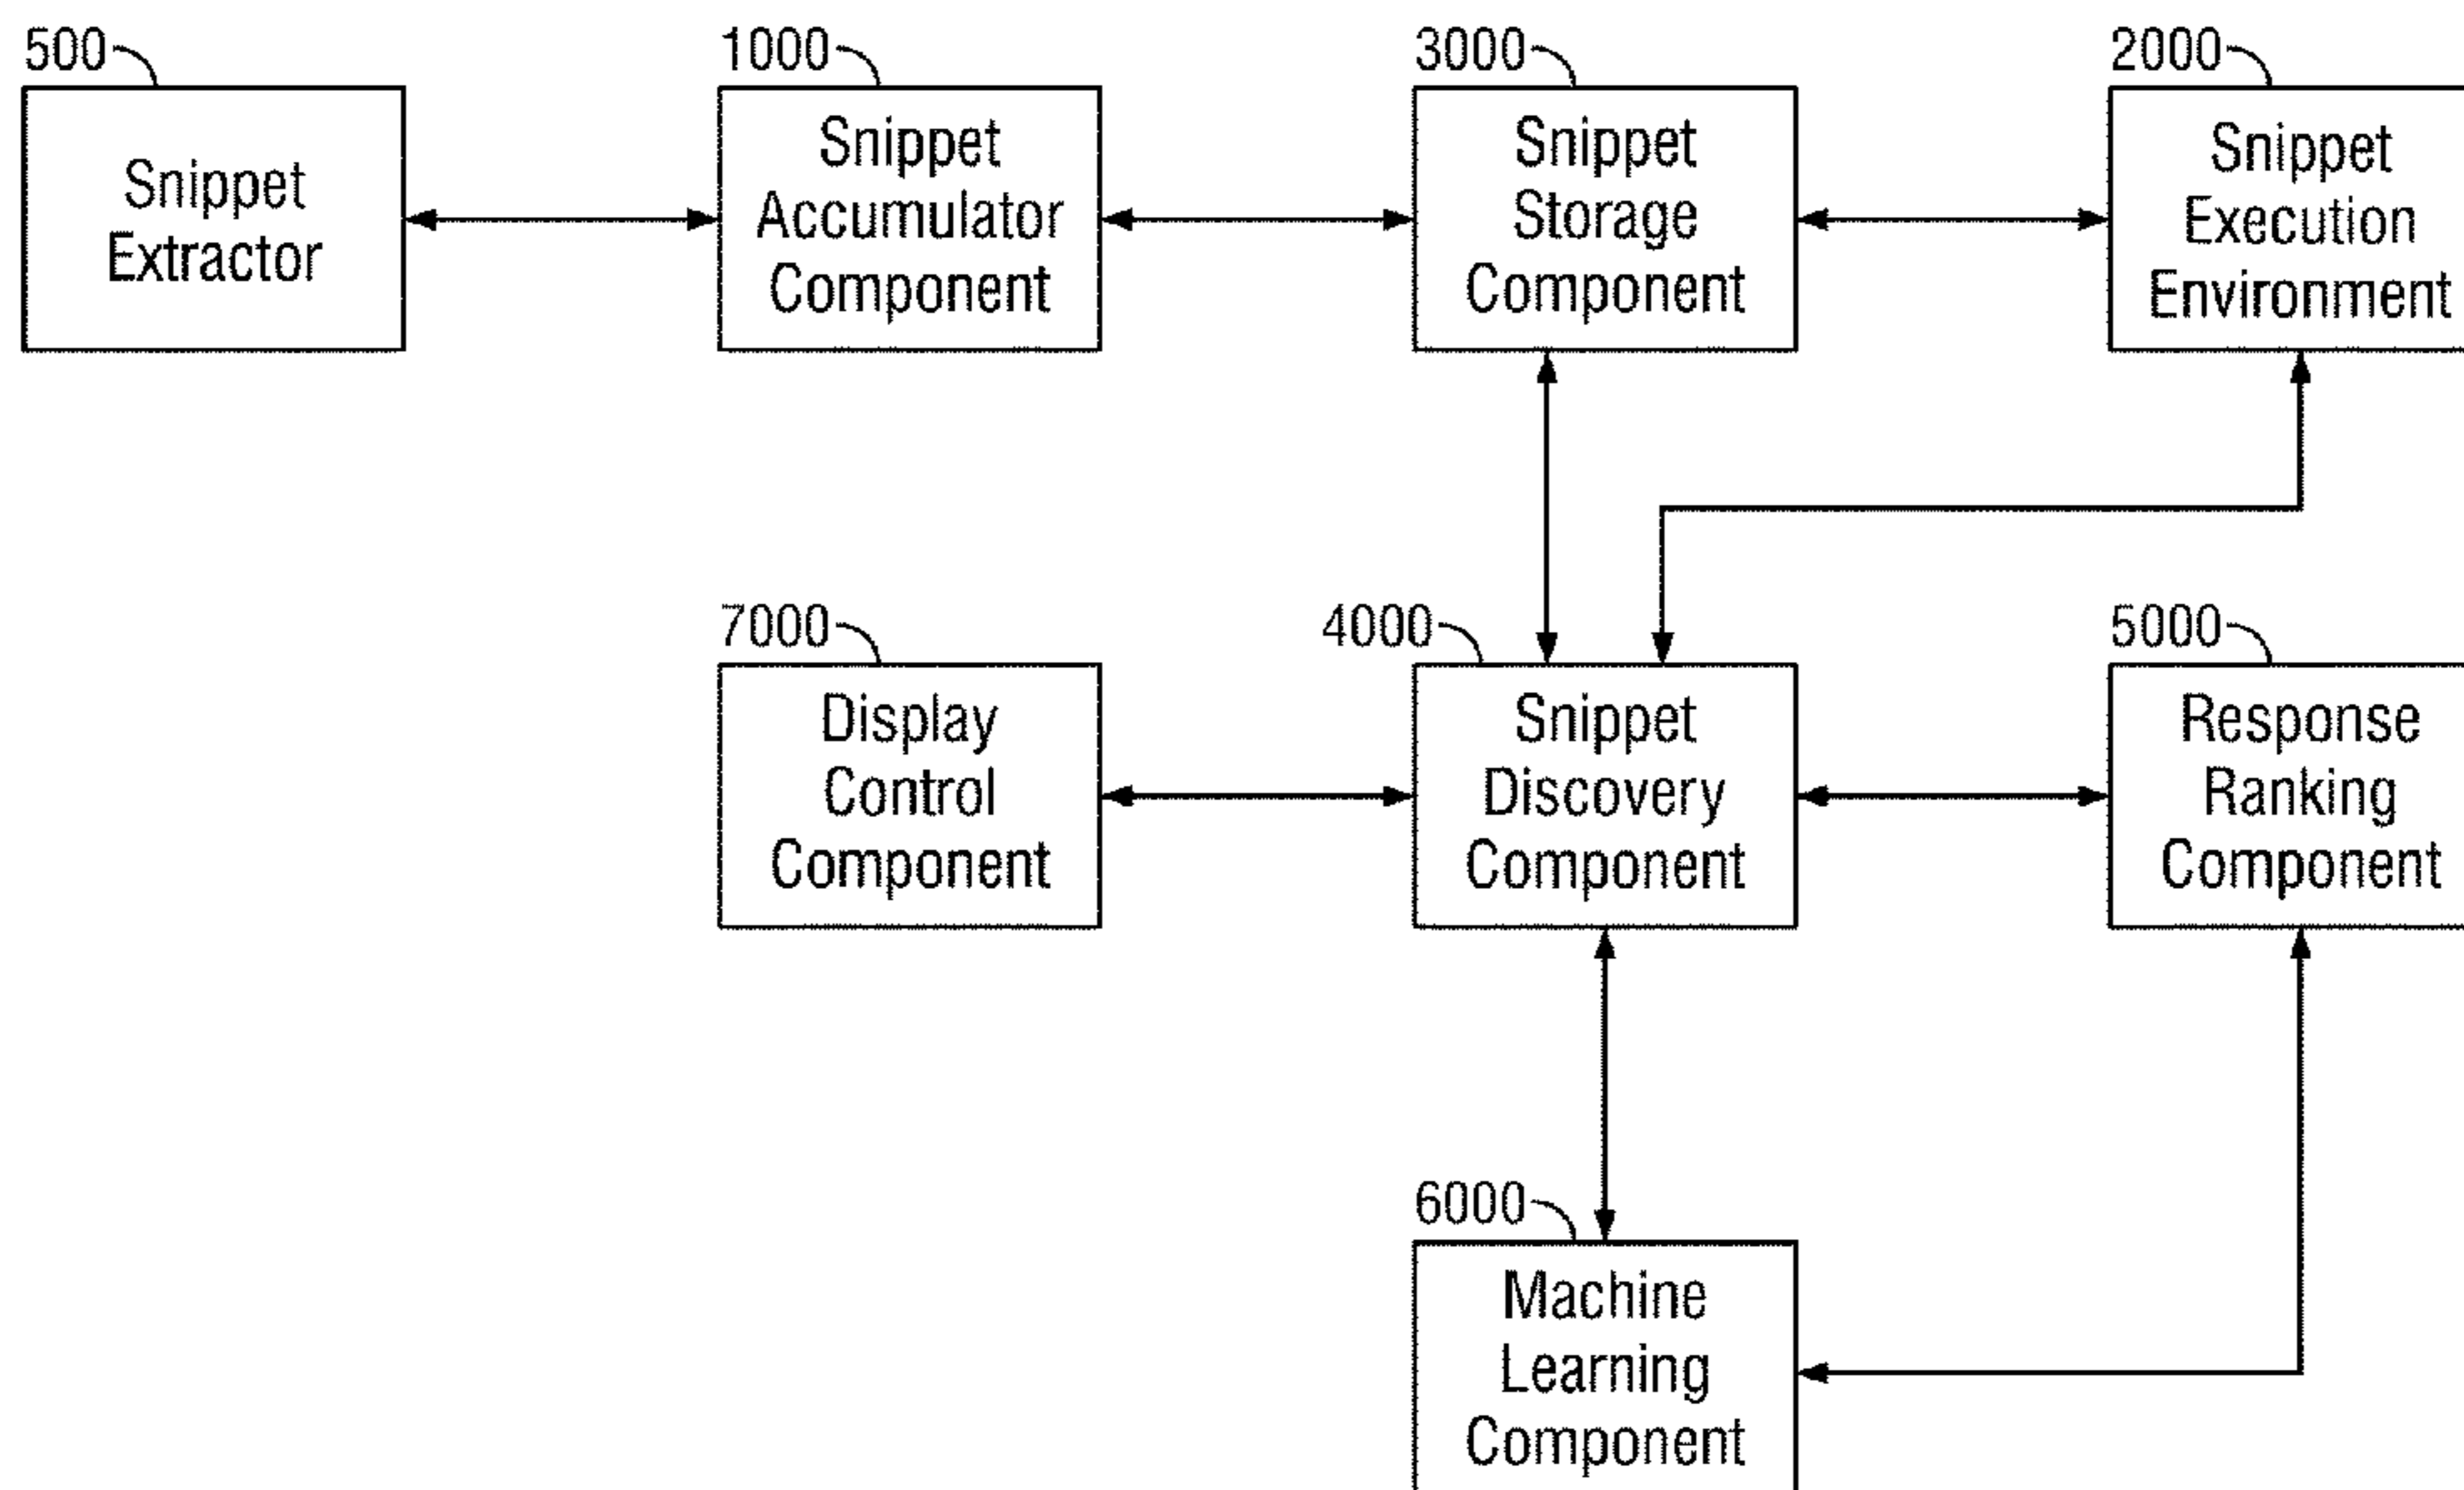 500
Snippet
Extractor
1000
Snippet
Accumulator
Component
3000
Snippet
Storage
Component
2000
Snippet
Execution
Environment
7000
Display
Control
Component
4000
Snippet
Discovery
Component
5000
Response
Ranking
Component
6000
Machine
Learning
Component